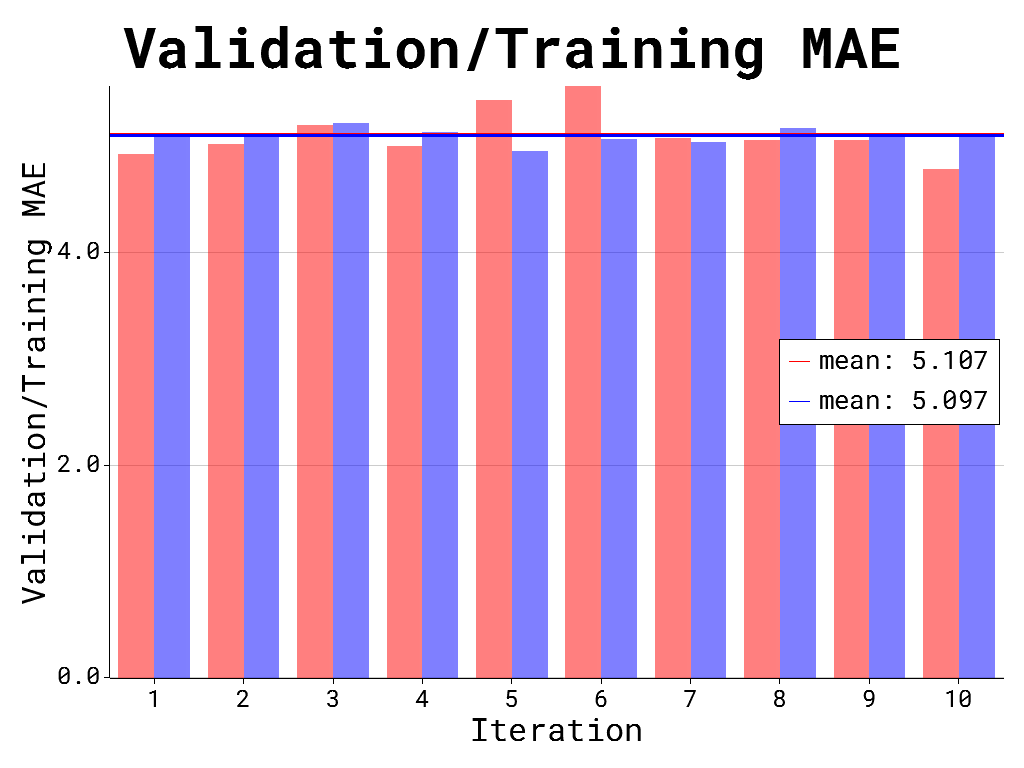 Validation/Training MAE
Validation/Training MAE
4.0
2.0
0.0
mean: 5.107
mean: 5.097
1 2 3 4 5 6 7 8 9 10
Iteration